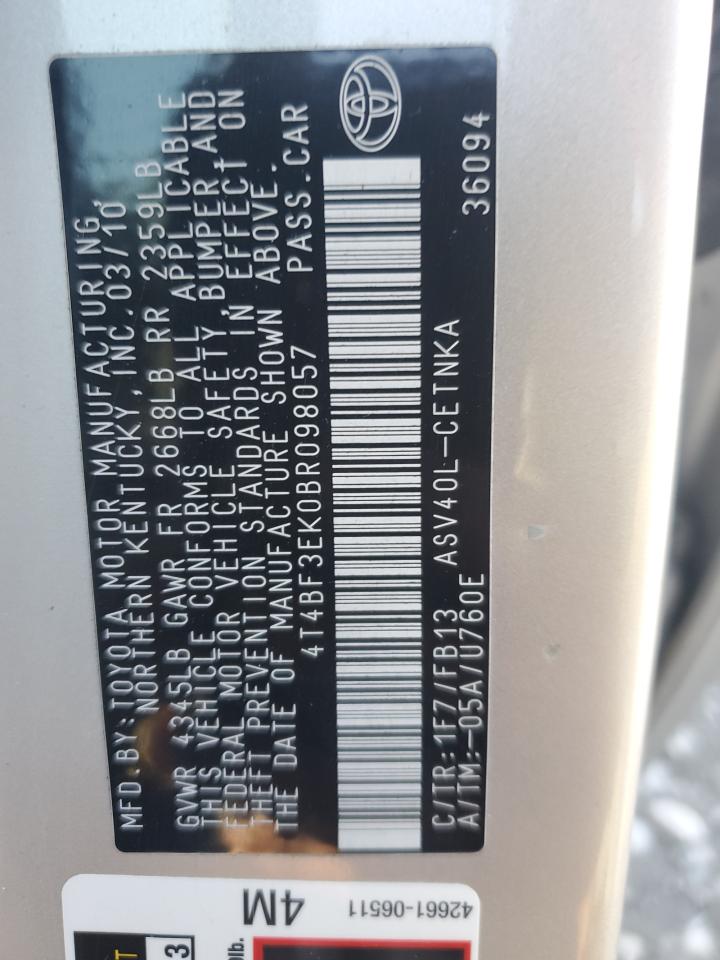 MFD.BY:TOYOTA MOTOR MANUFACTURING,
NORTHERN KENTUCKY, INC.03/10
GVWR 4345LB GAWR FR 2668LB RR 2359LB
THIS VEHICLE CONFORMS TO ALL APPLICABLE
FEDERAL MOTOR VEHICLE SAFETY,BUMPER,AND
THEFT PREVENTION STANDARDS IN EFFECT ON
THE DATE OF MANUFACTURE SHOWN ABOVE.
4T4BF3EK0BR098057 PASS.CAR
C/TR:1F7/FB13 ASV40L-CETNKA 36094
A/TM:-05A/U760E
4M
42661-06511
3
lb.